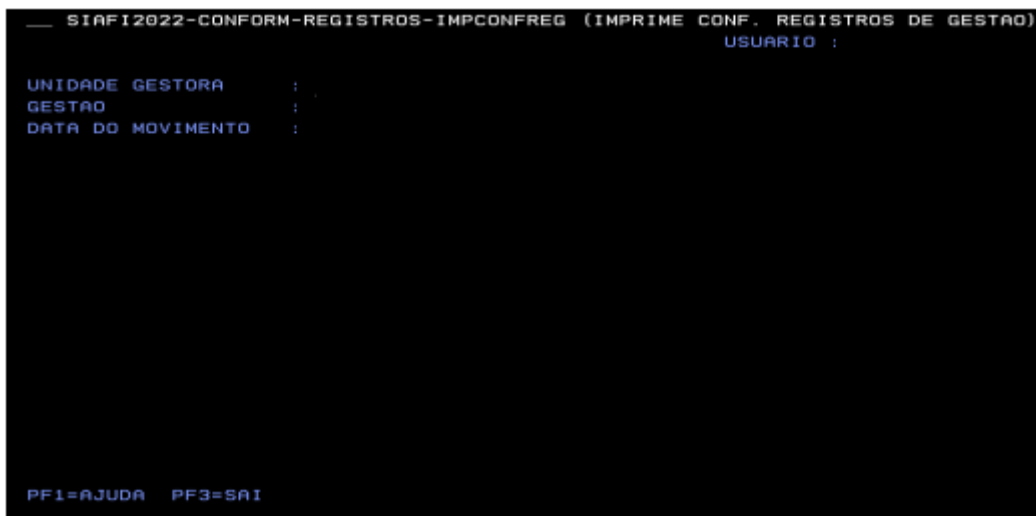 __ SIAFI2022-CONFORM-REGISTROS-IMPCONFREG (IMPRIME CONF. REGISTROS DE GESTAO)
USUARIO :
UNIDADE GESTORA :
GESTAO :
DATA DO MOVIMENTO :
PF1=AJUDA PF3=SAI